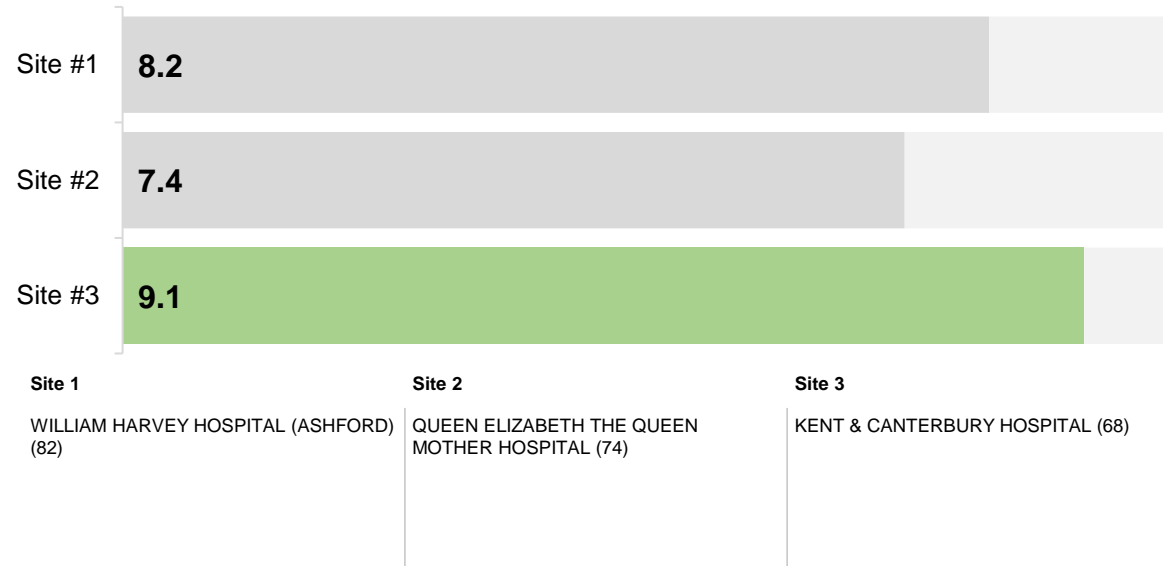 Site #1
8.2
Site #2
7.4
Site #3
9.1
Site 1
WILLIAM HARVEY HOSPITAL (ASHFORD)
(82)
Site 2
QUEEN ELIZABETH THE QUEEN
MOTHER HOSPITAL (74)
Site 3
KENT & CANTERBURY HOSPITAL (68)